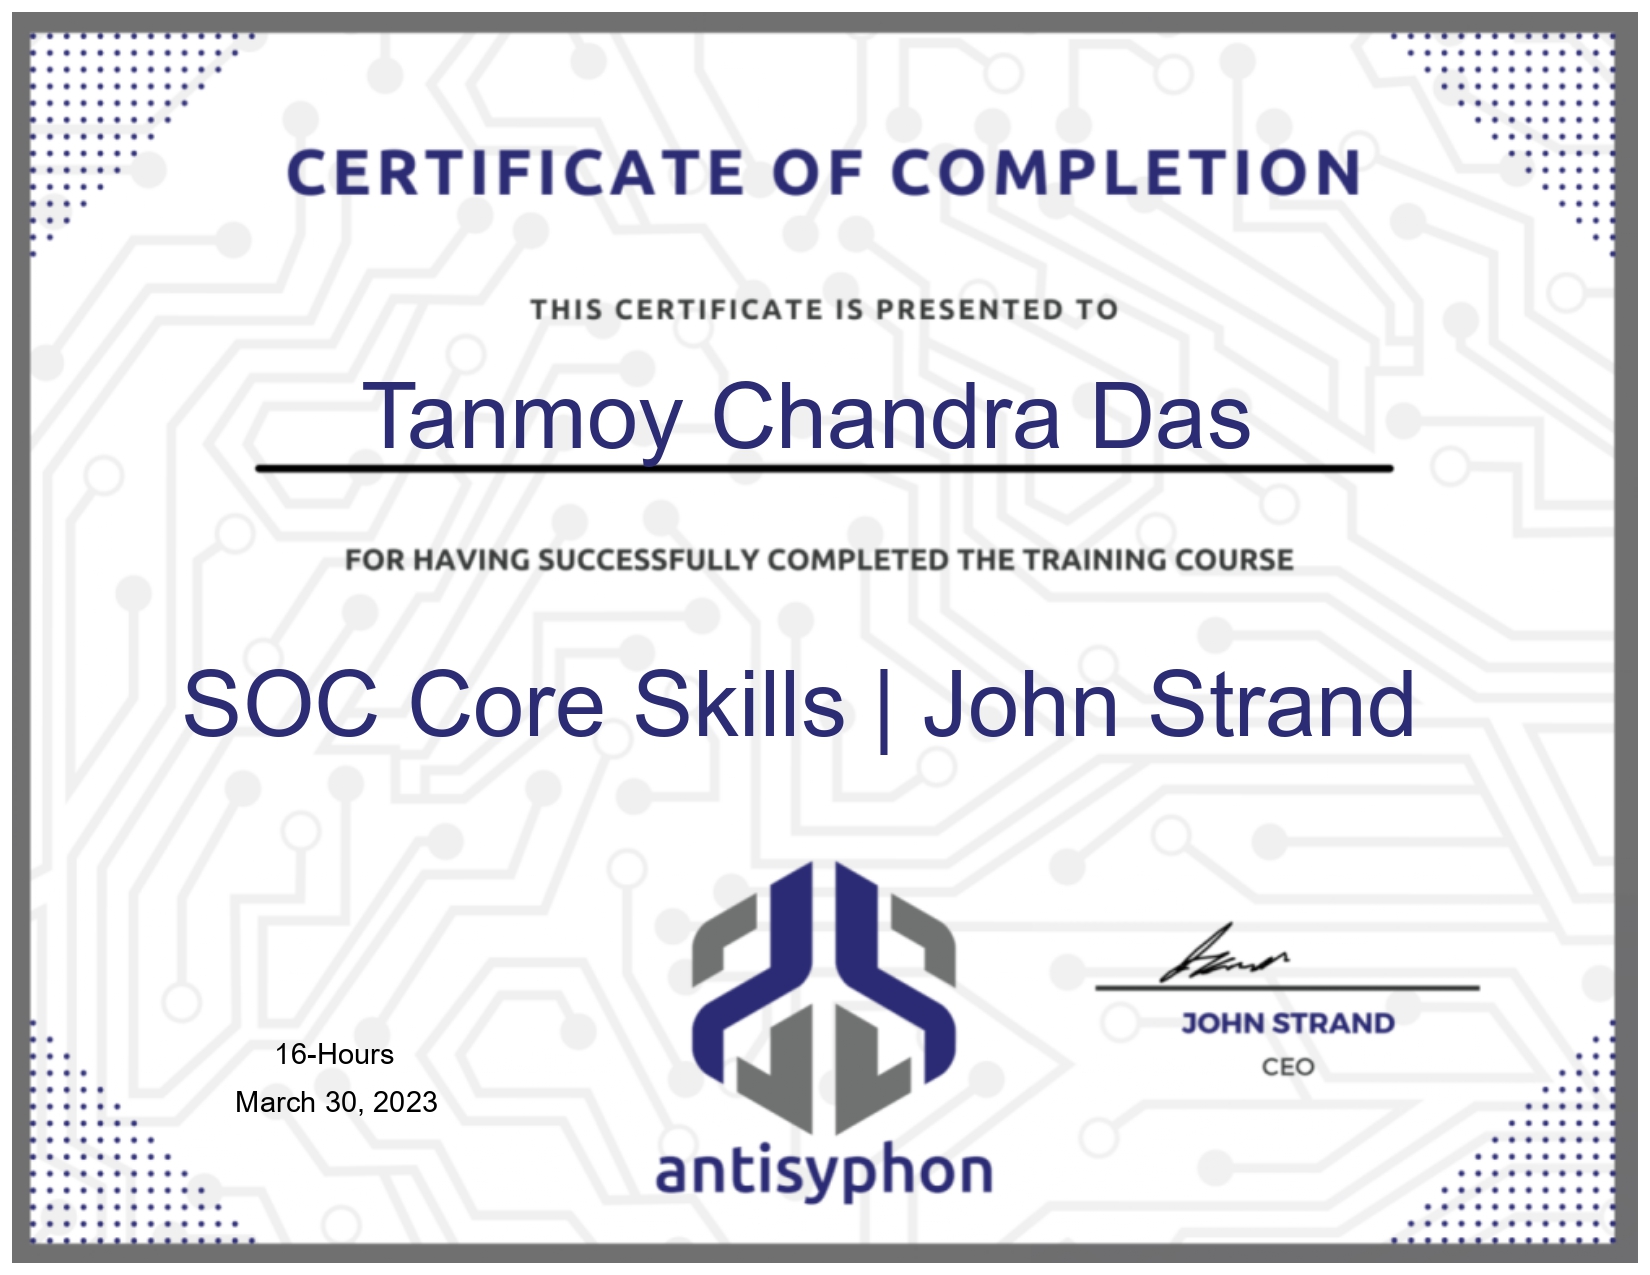 CERTIFICATE OF COMPLETION
THIS CERTIFICATE IS PRESENTED TO
Tanmoy Chandra Das
FOR HAVING SUCCESSFULLY COMPLETED THE TRAINING COURSE
SOC Core Skills | John Strand
16-Hours
March 30, 2023
antisyphon
JOHN STRAND
CEO